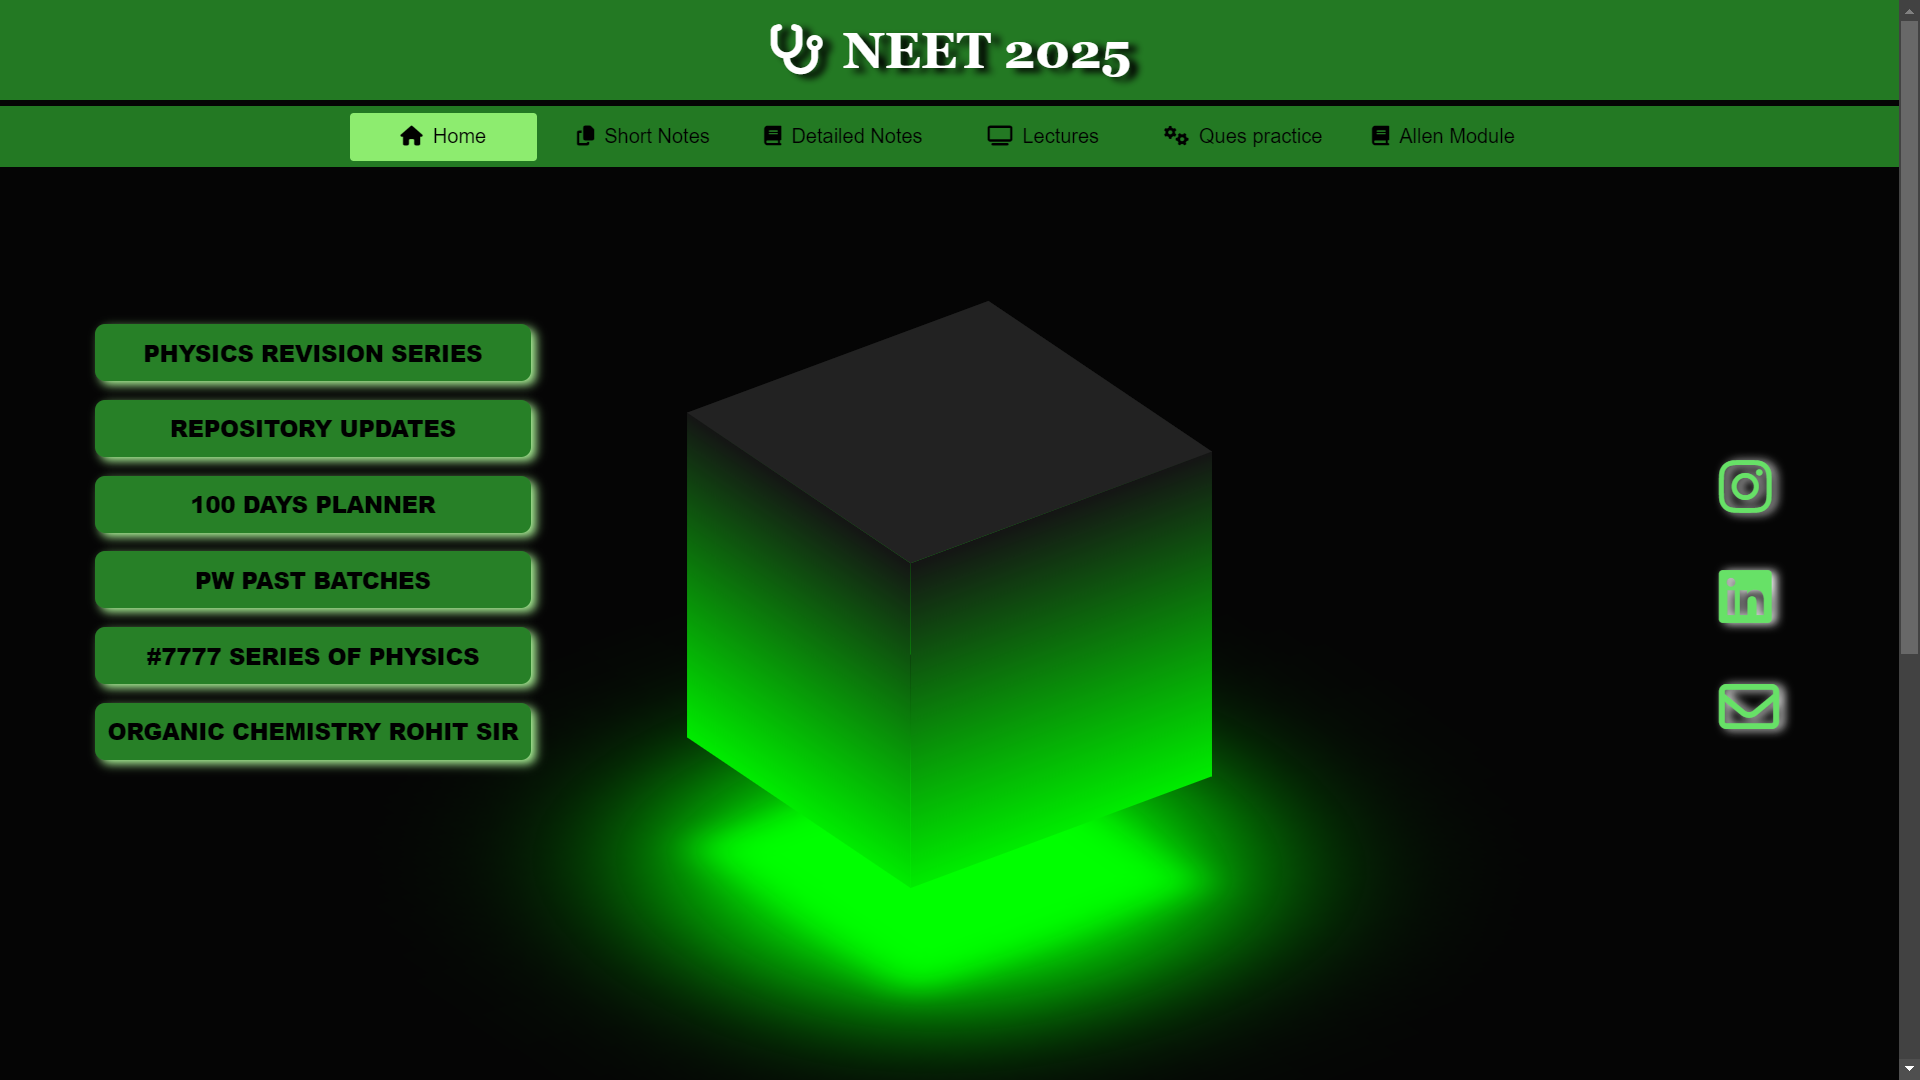 NEET 2025
Home Short Notes Detailed Notes Lectures Ques practice Allen Module
PHYSICS REVISION SERIES
REPOSITORY UPDATES
100 DAYS PLANNER
PW PAST BATCHES
#7777 SERIES OF PHYSICS
ORGANIC CHEMISTRY ROHIT SIR
in